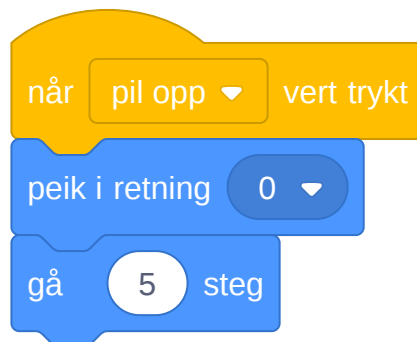 når pil opp vert trykt
peik i retning 0
gå 5 steg